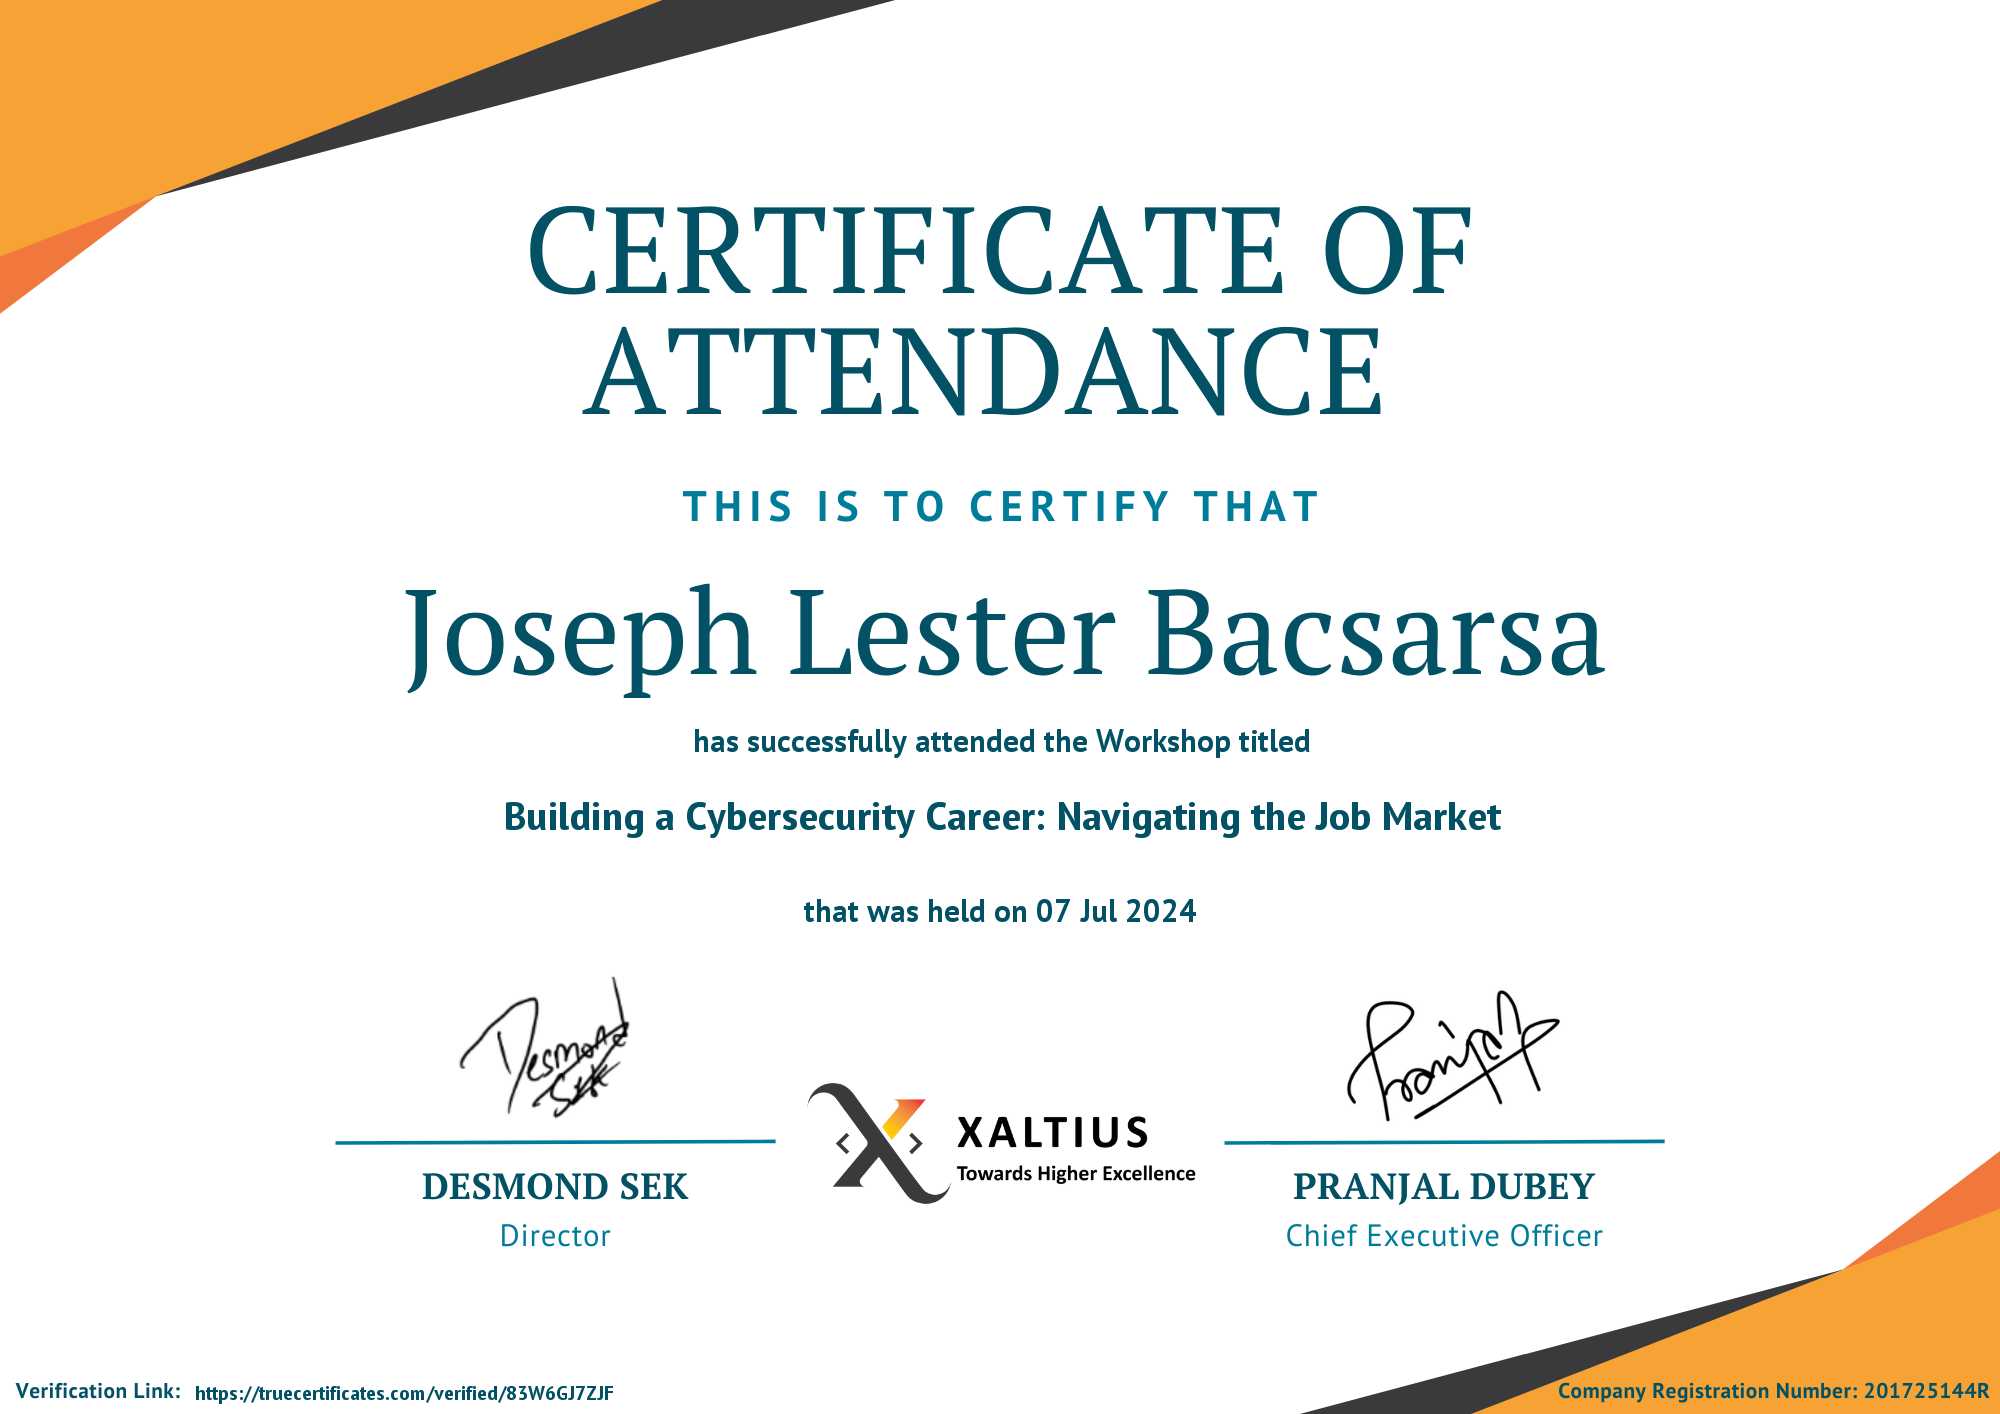 CERTIFICATE OF
ATTENDANCE
THIS IS TO CERTIFY THAT
Joseph Lester Bacsarsa
has successfully attended the Workshop titled
Building a Cybersecurity Career: Navigating the Job Market
that was held on 07 Jul 2024
Desmond
Sek
Pranjal
XALTIUS
Towards Higher Excellence
DESMOND SEK
Director
PRANJAL DUBEY
Chief Executive Officer
Verification Link: https://truecertificates.com/verified/83W6GJ7ZJF
Company Registration Number: 201725144R